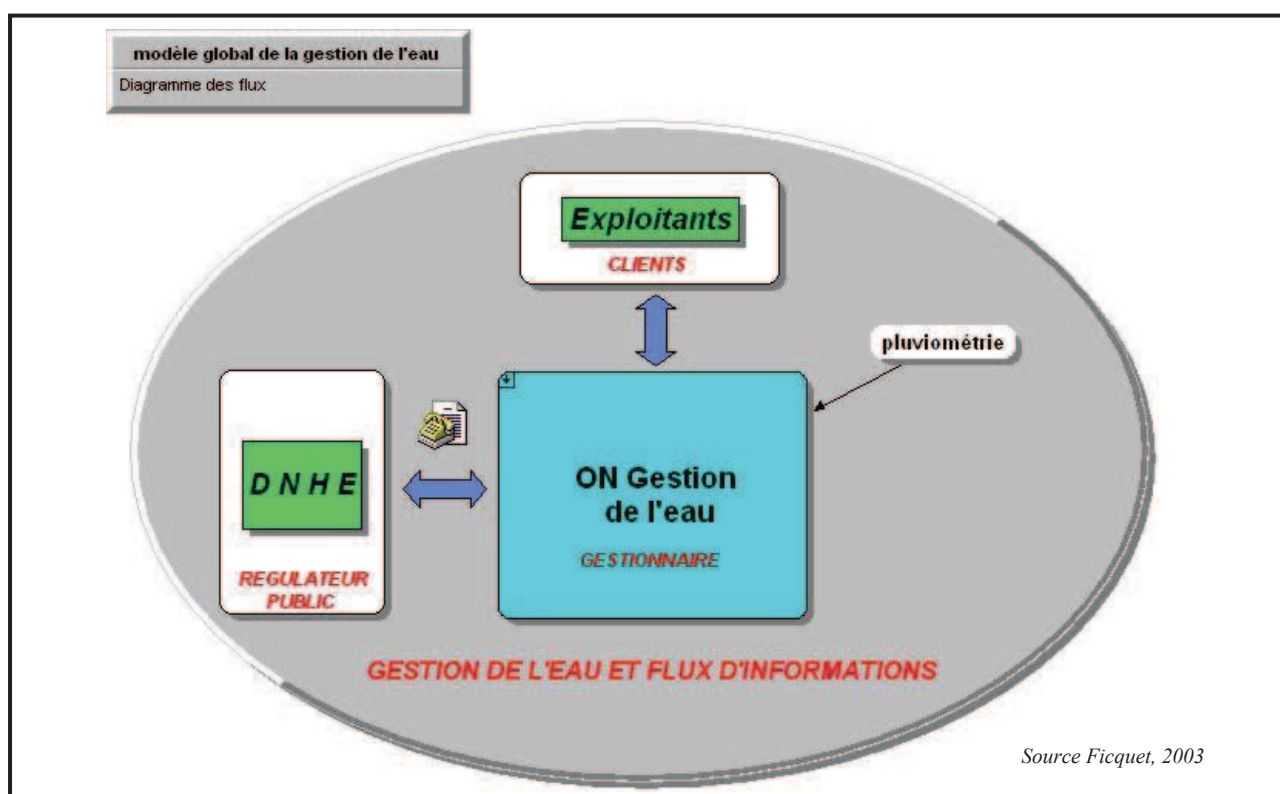 modèle global de la gestion de l'eau
Diagramme des flux
Exploitants
CLIENTS
pluviométrie
D N H E
REGULATEUR
PUBLIC
ON Gestion
de l'eau
GESTIONNAIRE
GESTION DE L'EAU ET FLUX D'INFORMATIONS
Source Ficquet, 2003